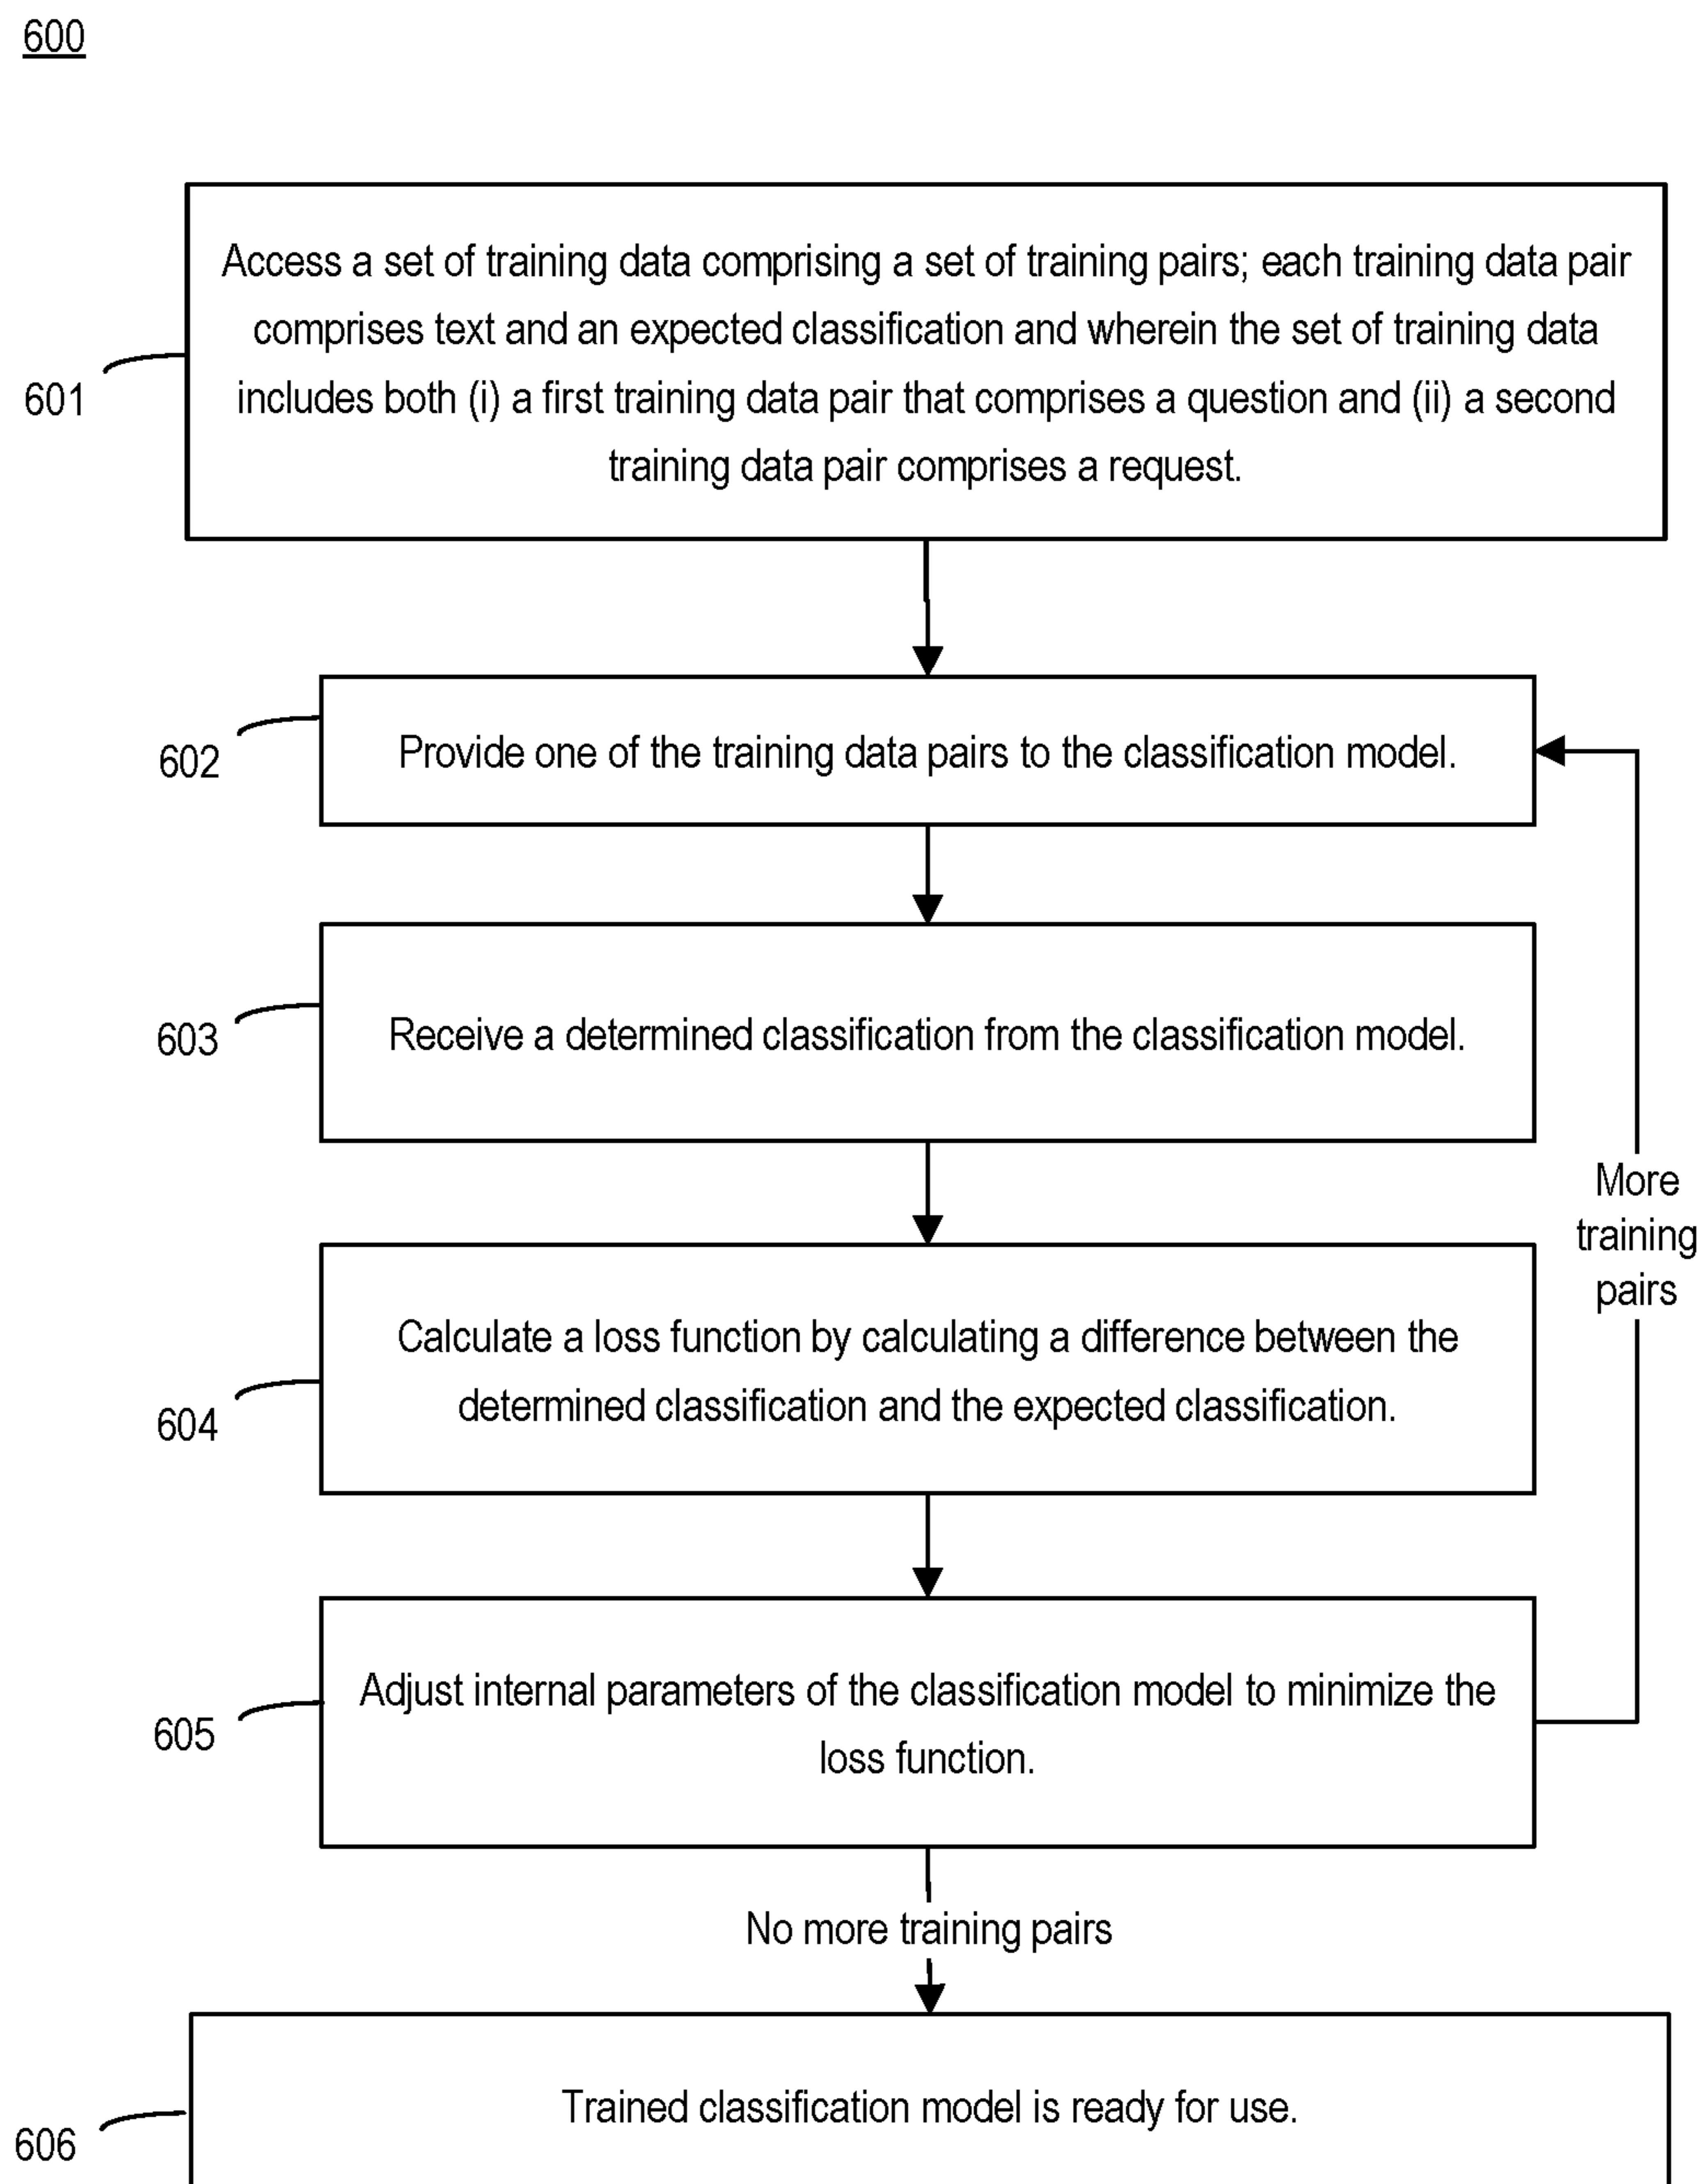 600
Access a set of training data comprising a set of training pairs; each training data pair
comprises text and an expected classification and wherein the set of training data
includes both (i) a first training data pair that comprises a question and (ii) a second
training data pair comprises a request.
601
Provide one of the training data pairs to the classification model.
602
Receive a determined classification from the classification model.
603
More
training
pairs
Calculate a loss function by calculating a difference between the
determined classification and the expected classification.
604
Adjust internal parameters of the classification model to minimize the
loss function.
605
No more training pairs
Trained classification model is ready for use.
606